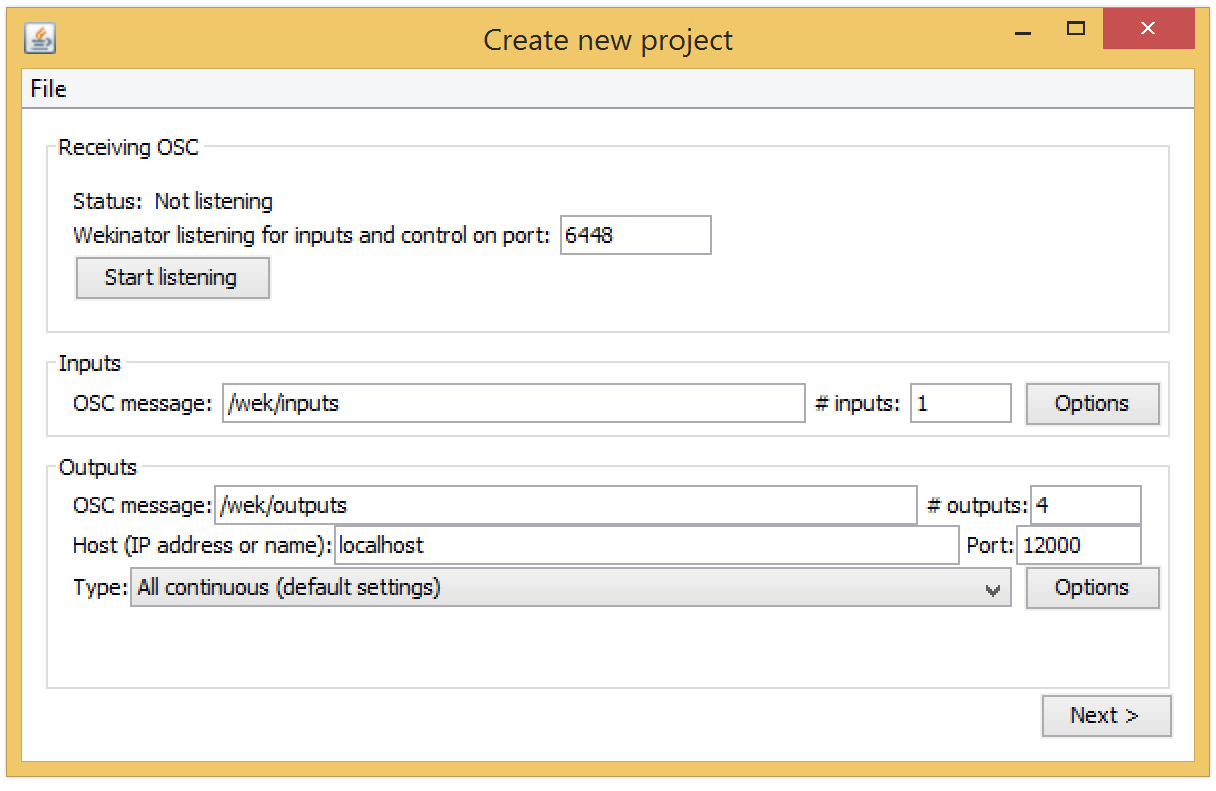 Create new project
File
Receiving OSC
Status: Not listening
Wekinator listening for inputs and control on port: 6448
Start listening
Inputs
OSC message: /wek/inputs # inputs: 1 Options
Outputs
OSC message: /wek/outputs # outputs: 4
Host (IP address or name): localhost Port: 12000
Type: All continuous (default settings) Options
Next >